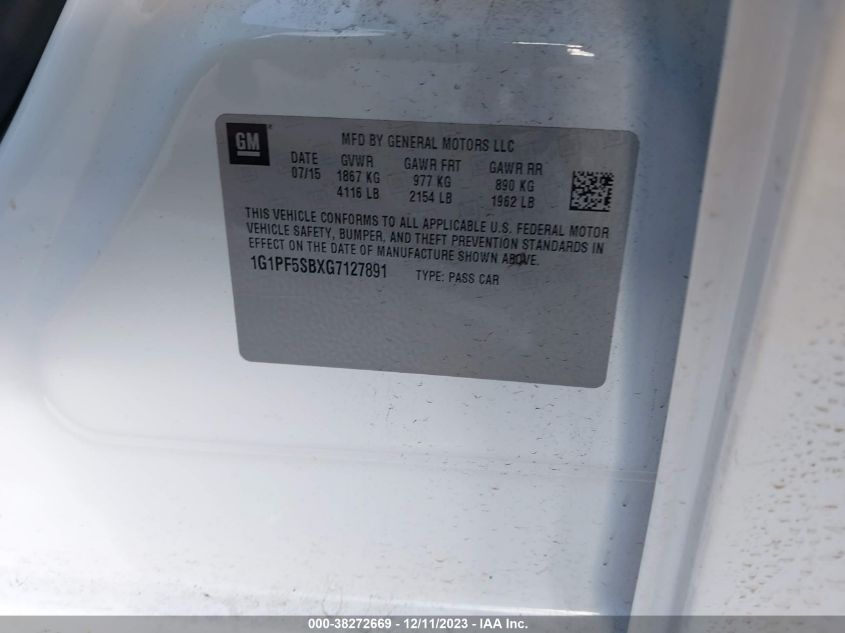 GM
MFD BY GENERAL MOTORS LLC
DATE GVWR GAWR FRT GAWR RR
07/15 1867 KG 977 KG 890 KG
4116 LB 2154 LB 1962 LB
THIS VEHICLE CONFORMS TO ALL APPLICABLE U.S. FEDERAL MOTOR
VEHICLE SAFETY, BUMPER, AND THEFT PREVENTION STANDARDS IN
EFFECT ON THE DATE OF MANUFACTURE SHOWN ABOVE.
1G1PF5SBXG7127891 TYPE: PASS CAR
000-38272669 - 12/11/2023 - IAA Inc.